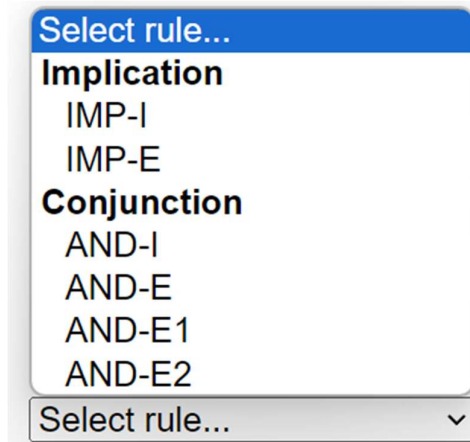 Select rule...
Implication
IMP-I
IMP-E
Conjunction
AND-I
AND-E
AND-E1
AND-E2
Select rule...